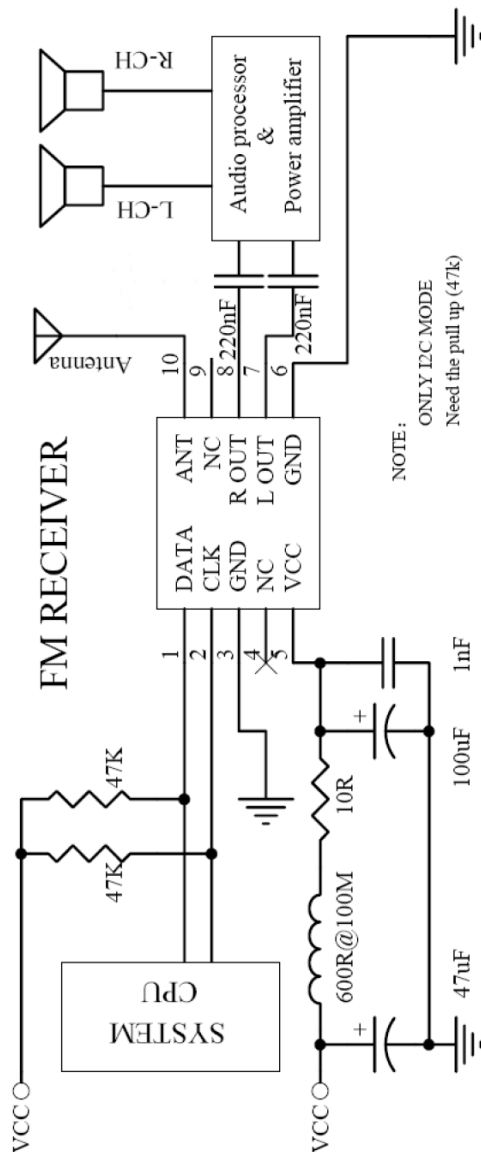 FM RECEIVER
VCC
47K
47K
SYSTEM
CPU
1
2
3
4
5
DATA
CLK
GND
NC
VCC
ANT
NC
R OUT
L OUT
GND
10
9
8
7
6
Antenna
220nF
220nF
L-CH
R-CH
Audio processor
&
Power amplifier
VCC
+
47uF
600R@100M
10R
+
100uF
1nF
NOTE:
ONLY I2C MODE
Need the pull up (47k)